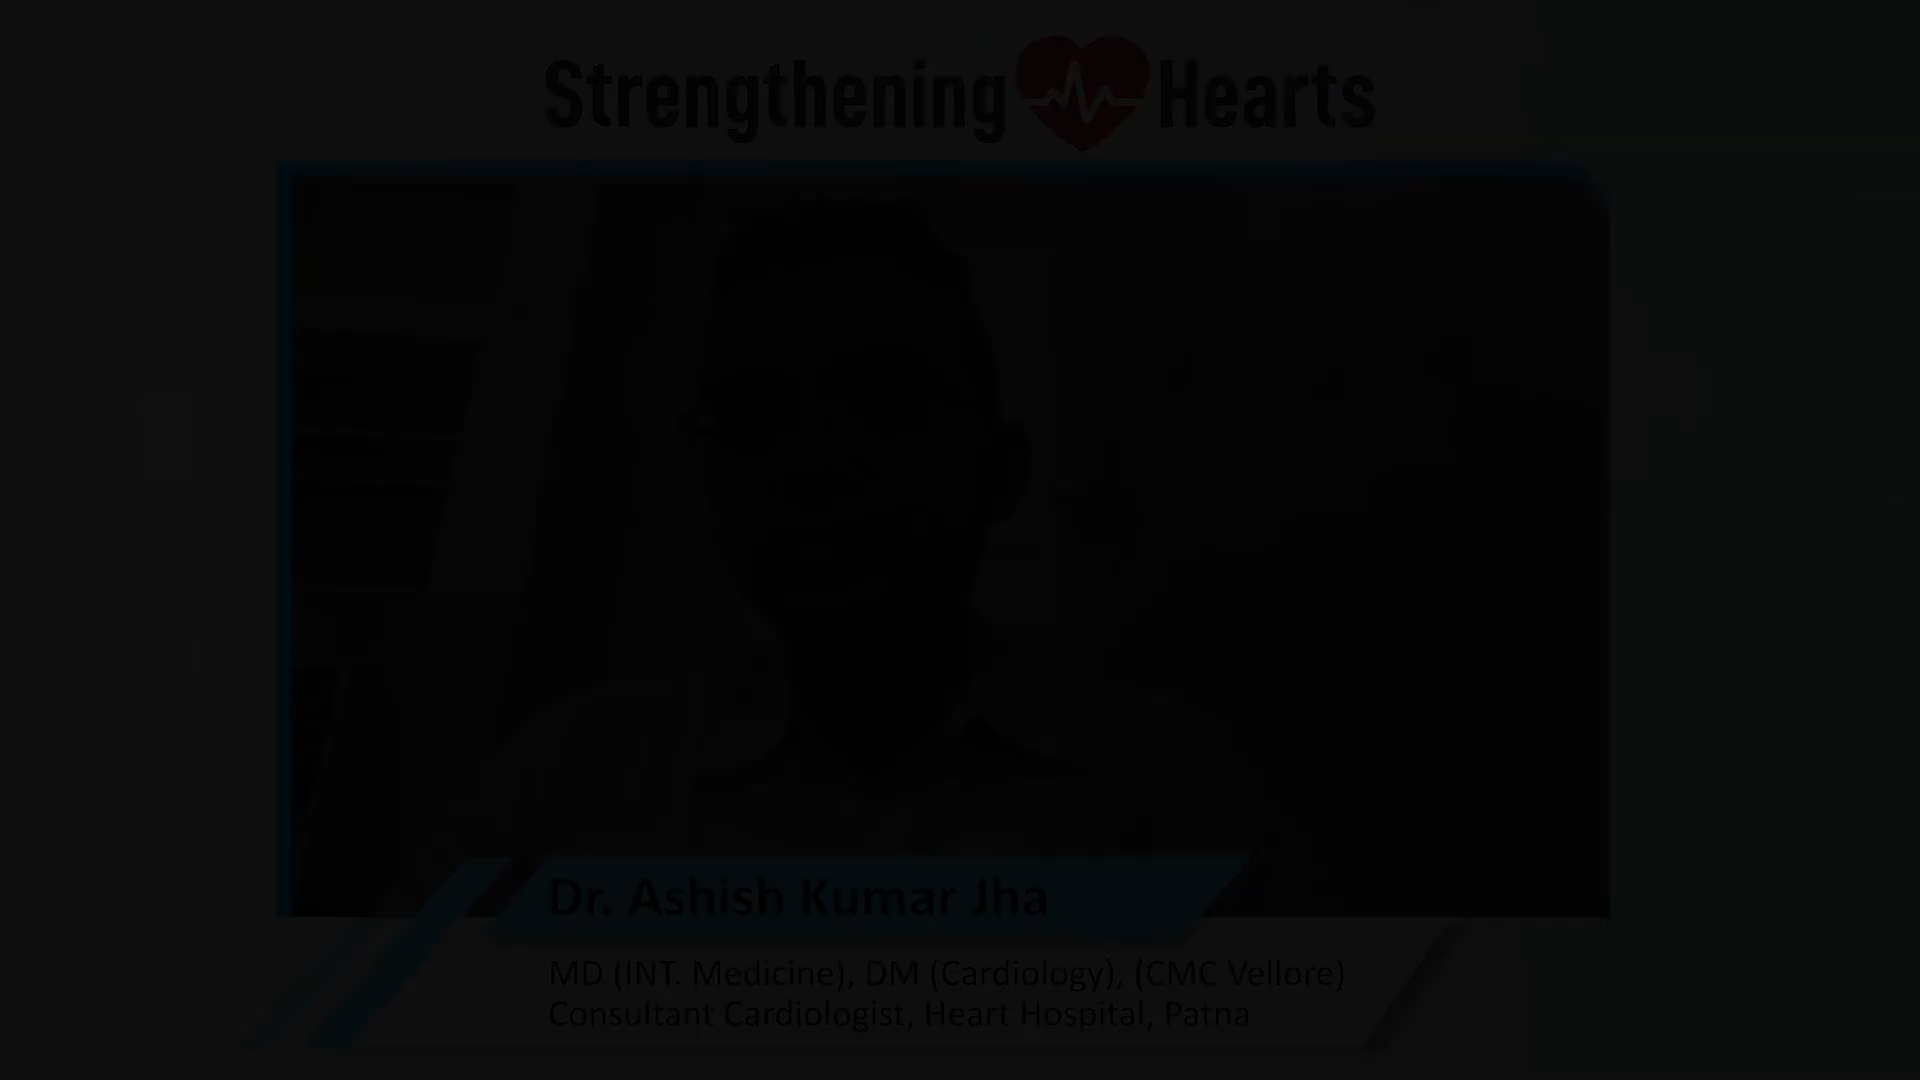 Strengthening Hearts
Dr. Ashish Kumar Jha
MD (INT. Medicine), DM (Cardiology), (CMC Vellore)
Consultant Cardiologist, Heart Hospital, Patna